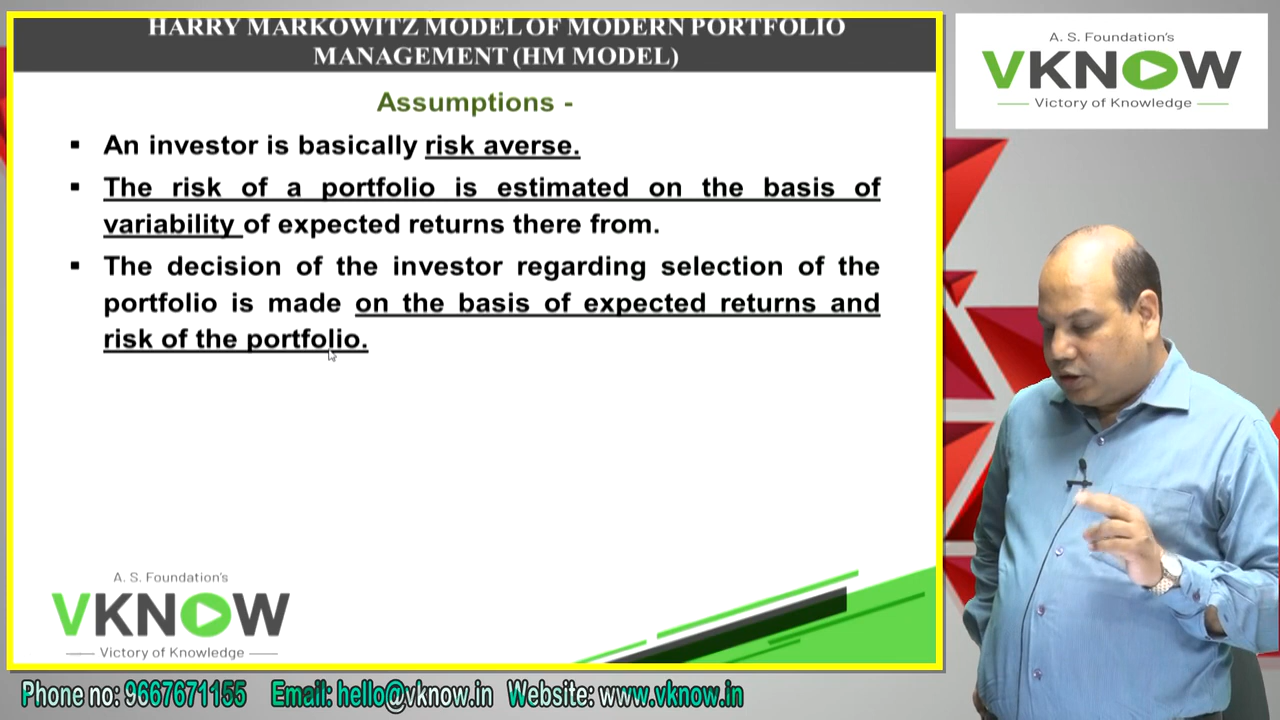 HARRY MARKOWITZ MODEL OF MODERN PORTFOLIO
MANAGEMENT (HM MODEL)
Assumptions -
▪ An investor is basically risk averse.
▪ The risk of a portfolio is estimated on the basis of
variability of expected returns there from.
▪ The decision of the investor regarding selection of the
portfolio is made on the basis of expected returns and
risk of the portfolio.
A. S. Foundation's
VKNOW
Victory of Knowledge
A. S. Foundation's
VKNOW
Victory of Knowledge
Phone no: 9667671155 Email: hello@vknow.in Website: www.vknow.in